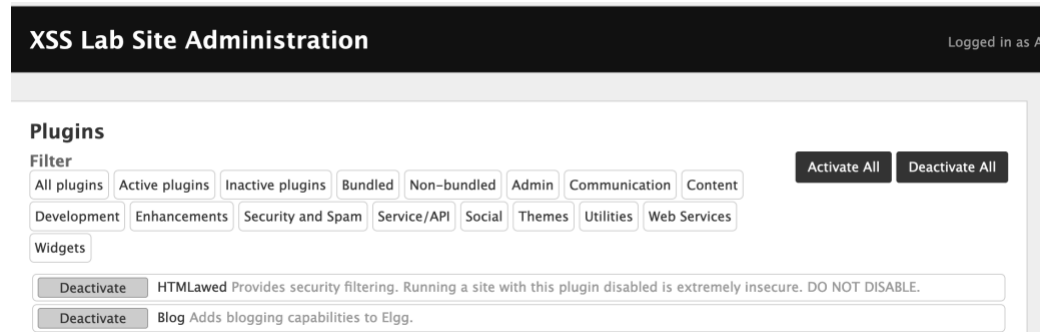 XSS Lab Site Administration
Logged in as A
Plugins
Filter
Activate All Deactivate All
All plugins Active plugins Inactive plugins Bundled Non-bundled Admin Communication Content
Development Enhancements Security and Spam Service/API Social Themes Utilities Web Services
Widgets
Deactivate HTMLawed Provides security filtering. Running a site with this plugin disabled is extremely insecure. DO NOT DISABLE.
Deactivate Blog Adds blogging capabilities to Elgg.